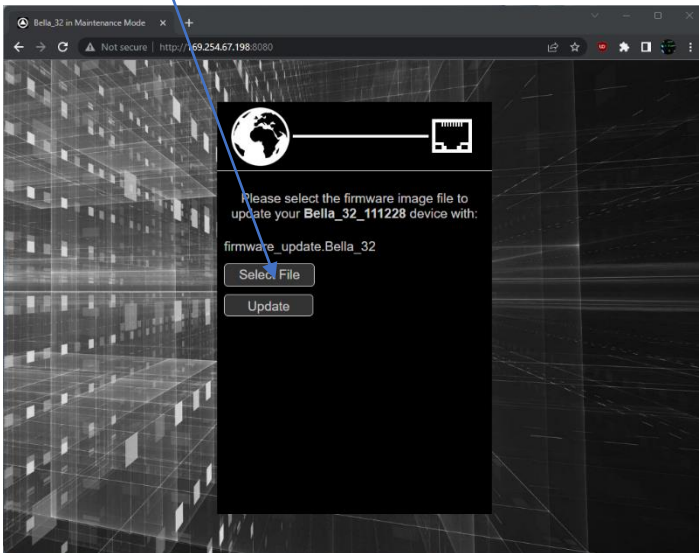 Bella_32 in Maintenance Mode
Not secure | http://169.254.67.198:8080
Please select the firmware image file to
update your Bella_32_111228 device with:
firmware_update.Bella_32
Select File
Update